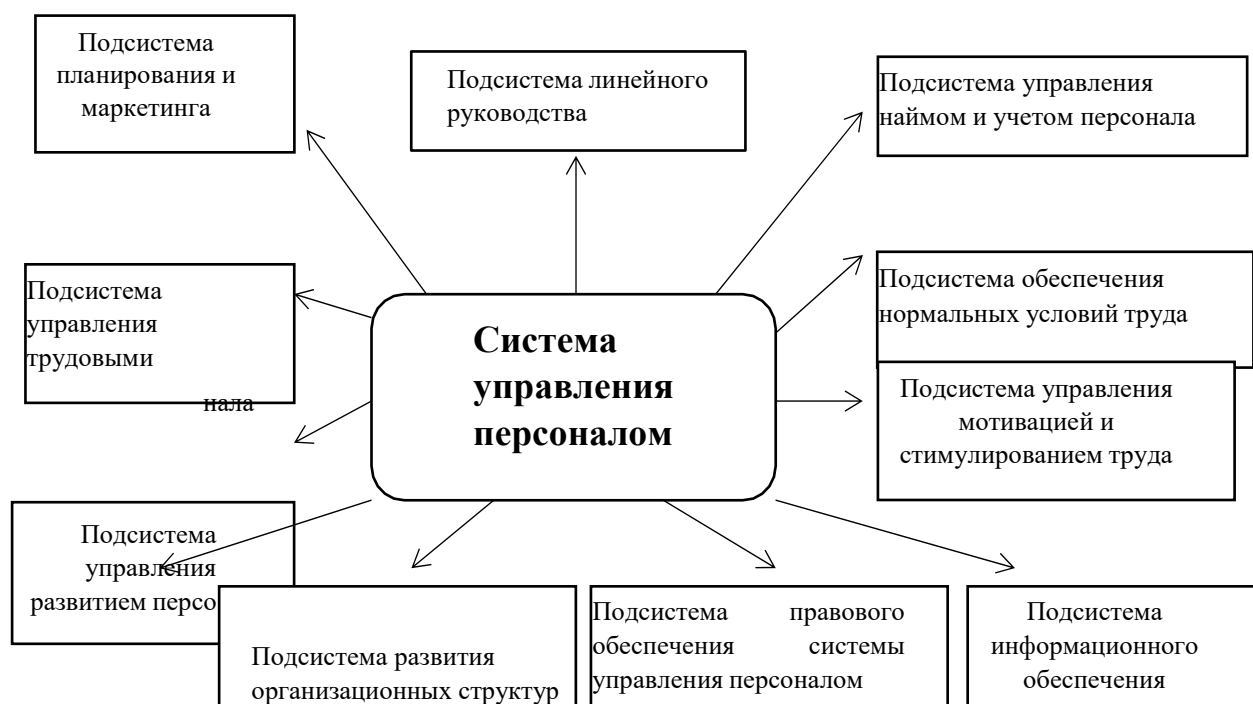 Подсистема
планирования и
маркетинга
Подсистема линейного
руководства
Подсистема управления
наймом и учетом персонала
Подсистема
управления
трудовыми
нала
Система
управления
персоналом
Подсистема обеспечения
нормальных условий труда
Подсистема управления
мотивацией и
стимулированием труда
Подсистема
управления
развитием персо
Подсистема развития
организационных структур
Подсистема правового
обеспечения системы
управления персоналом
Подсистема
информационного
обеспечения